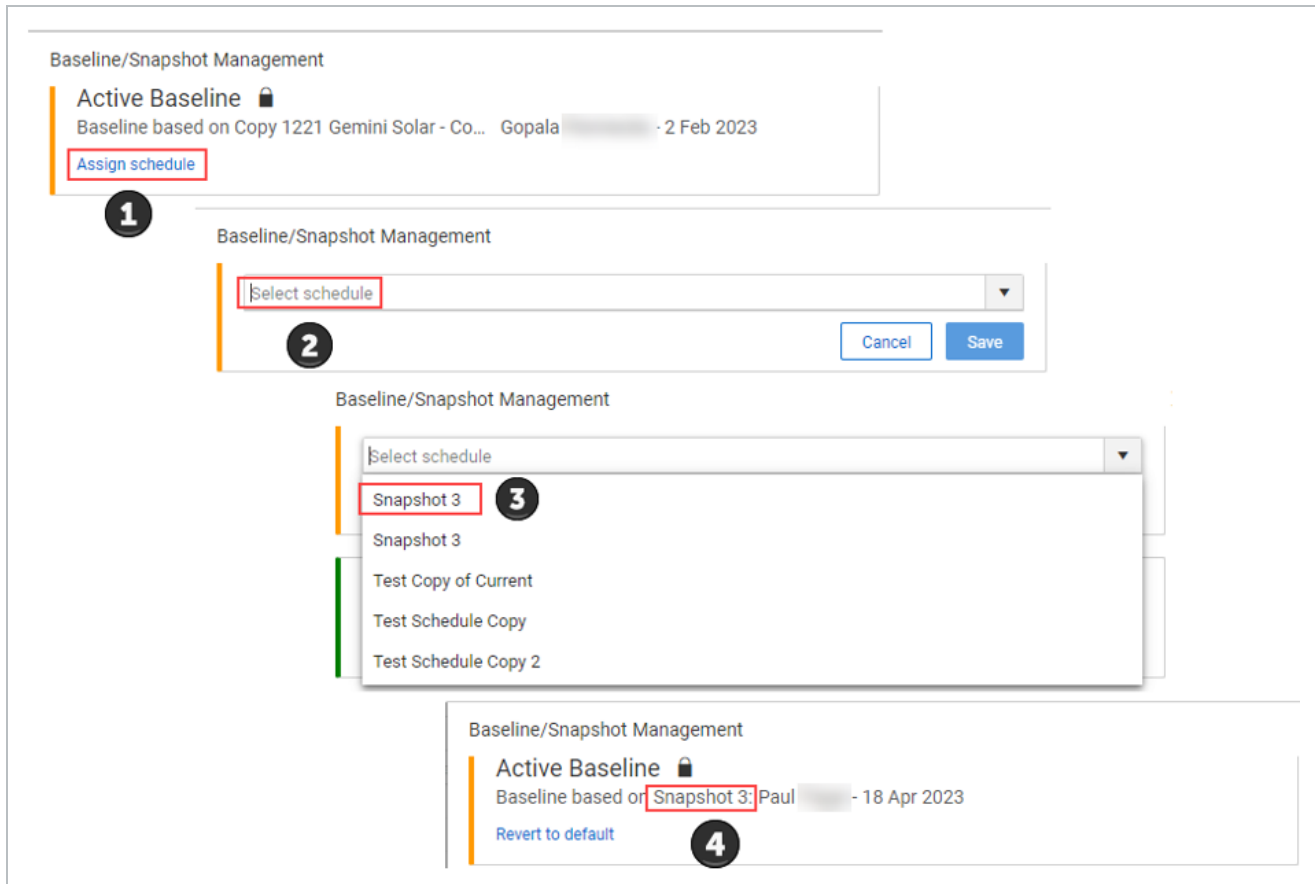 Baseline/Snapshot Management
Active Baseline
Baseline based on Copy 1221 Gemini Solar - Co... Gopala - 2 Feb 2023
Assign schedule
1
Baseline/Snapshot Management
Select schedule
2
Cancel Save
Baseline/Snapshot Management
Select schedule
Snapshot 3
3
Snapshot 3
Test Copy of Current
Test Schedule Copy
Test Schedule Copy 2
Baseline/Snapshot Management
Active Baseline
Baseline based on Snapshot 3: Paul - 18 Apr 2023
Revert to default
4